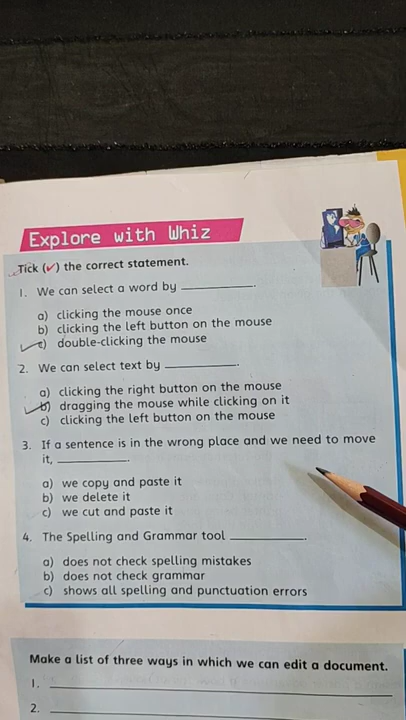 Explore with Whiz
Tick (✓) the correct statement.
1. We can select a word by ____________.
a) clicking the mouse once
b) clicking the left button on the mouse
c) double-clicking the mouse
2. We can select text by ____________.
a) clicking the right button on the mouse
b) dragging the mouse while clicking on it
c) clicking the left button on the mouse
3. If a sentence is in the wrong place and we need to move
it, ____________.
a) we copy and paste it
b) we delete it
c) we cut and paste it
4. The Spelling and Grammar tool ____________.
a) does not check spelling mistakes
b) does not check grammar
c) shows all spelling and punctuation errors
Make a list of three ways in which we can edit a document.
1. ____________
2. ____________